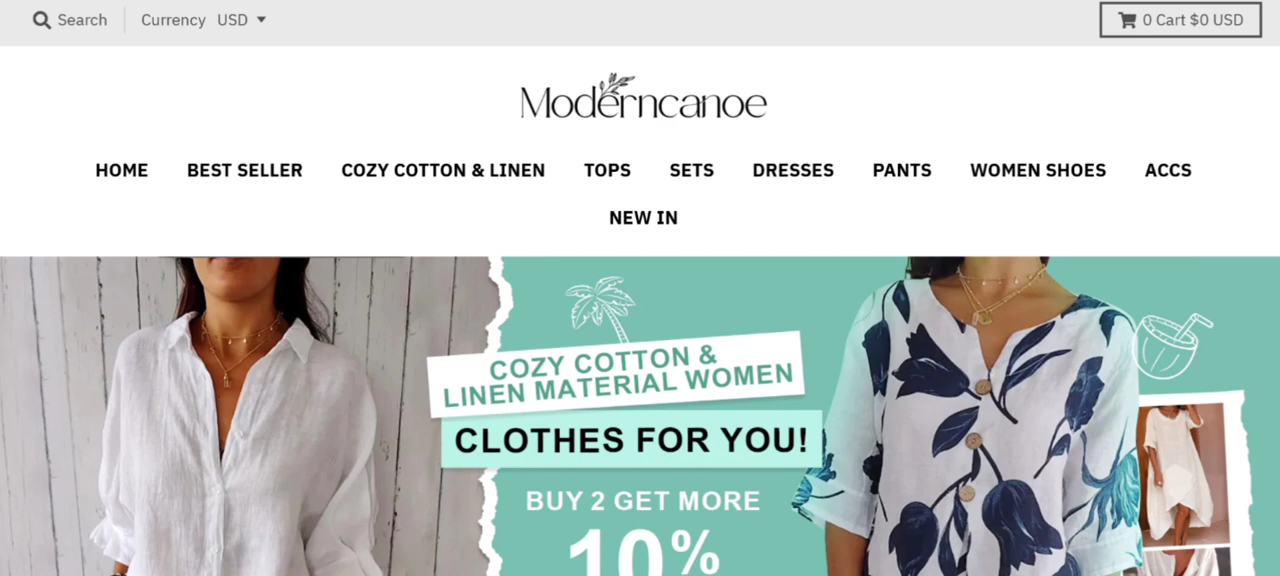 Search Currency USD 0 Cart $0 USD
Moderncanoe
HOME BEST SELLER COZY COTTON & LINEN TOPS SETS DRESSES PANTS WOMEN SHOES ACCS
NEW IN
COZY COTTON &
LINEN MATERIAL WOMEN
CLOTHES FOR YOU!
BUY 2 GET MORE
10%